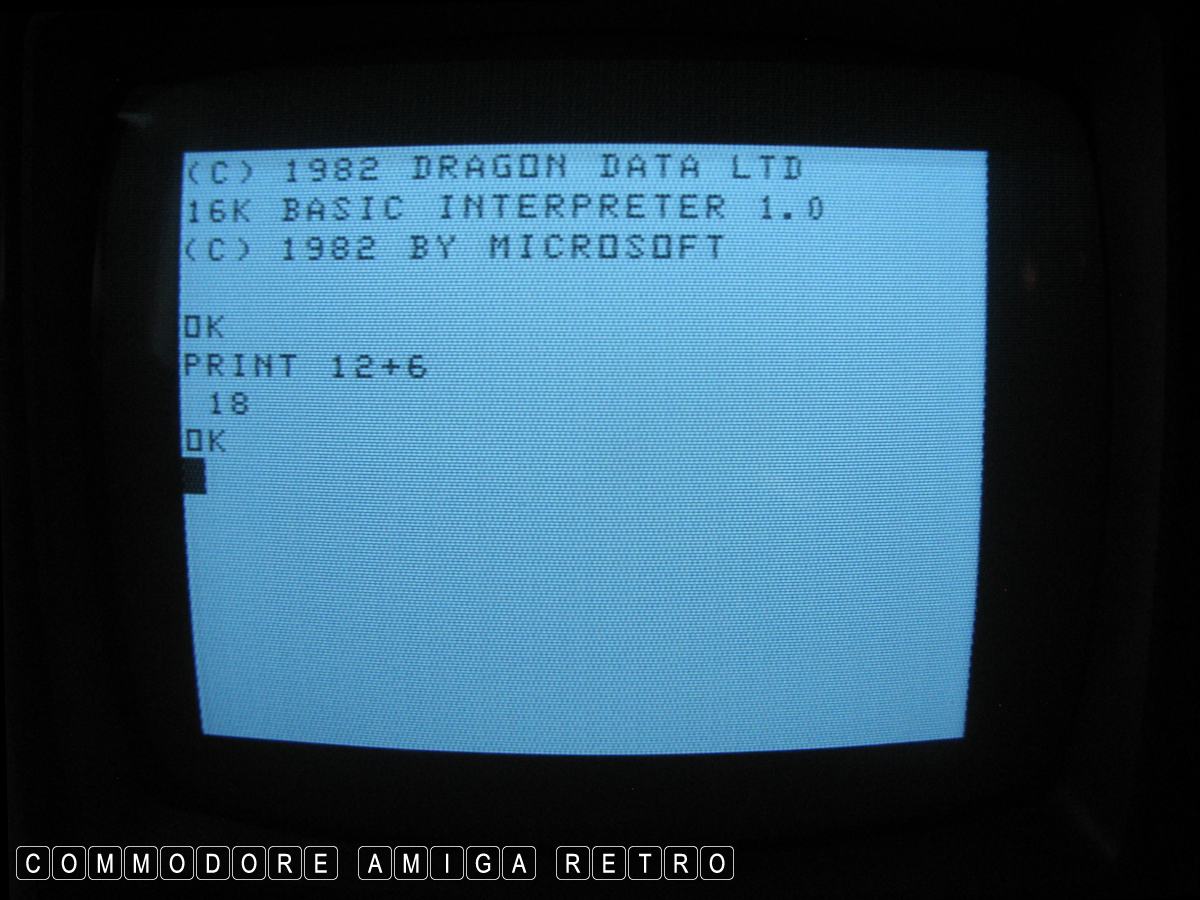 (C) 1982 DRAGON DATA LTD
16K BASIC INTERPRETER 1.0
(C) 1982 BY MICROSOFT
OK
PRINT 12+6
 18
OK
COMMODORE AMIGA RETRO